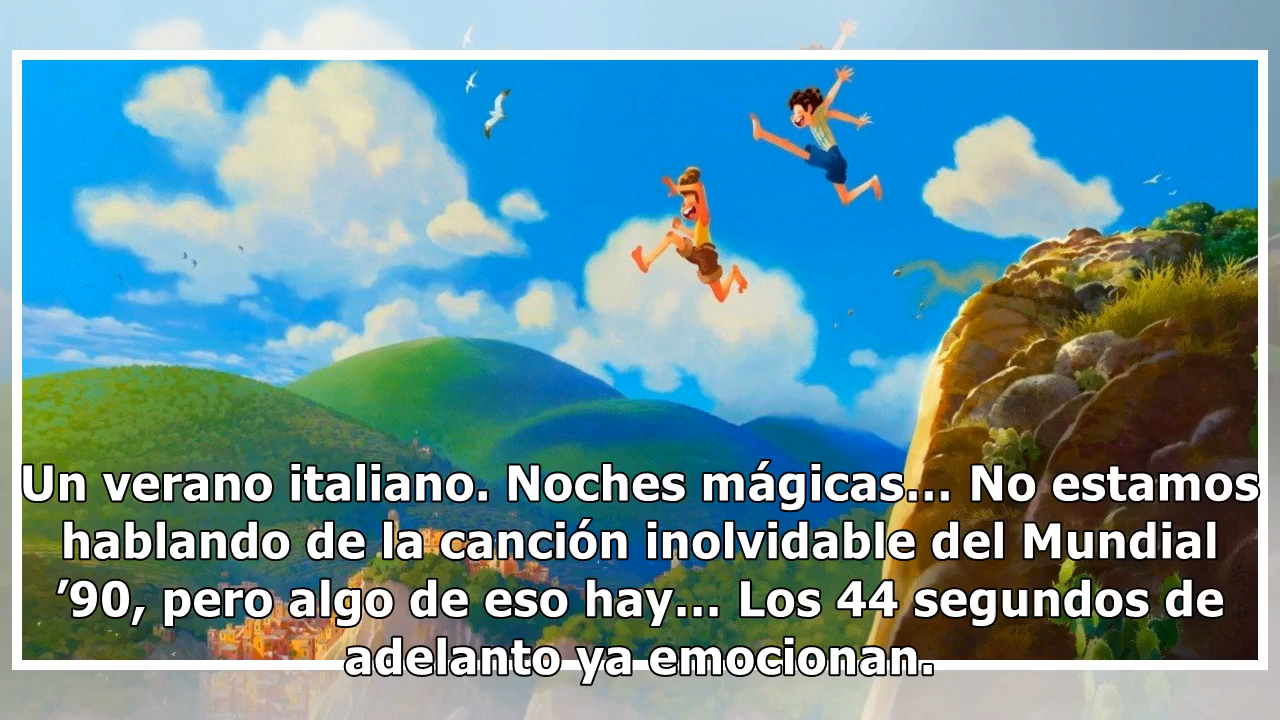 Un verano italiano. Noches mágicas... No estamos
hablando de la canción inolvidable del Mundial
’90, pero algo de eso hay... Los 44 segundos de
adelanto ya emocionan.